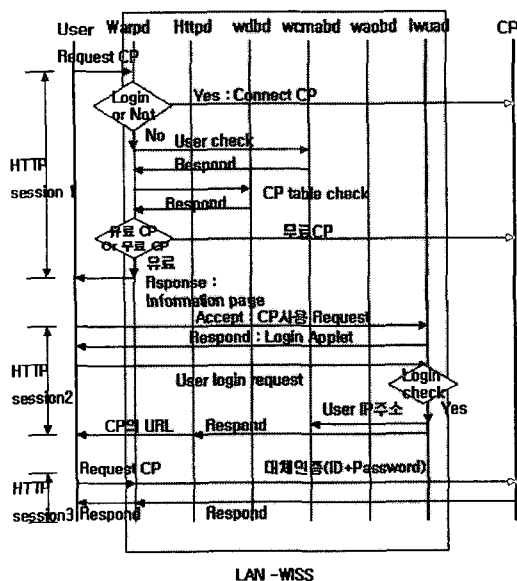 User Warpd Httpd wdbd wcmabd waobd lwuad CP
Request CP
Login
or Not
Yes : Connect CP
No
User check
Respond
HTTP
session 1
CP table check
Respond
유료 CP
Or 무료 CP
무료CP
유료
Rsponse :
Information page
Accept : CP사용 Request
Respond : Login Applet
HTTP
session2
User login request
Login
check
User IP주소
Yes
CP의 URL
Respond
Request CP
대체인증(ID+Password)
HTTP
session3
Respond
Respond
LAN -WISS